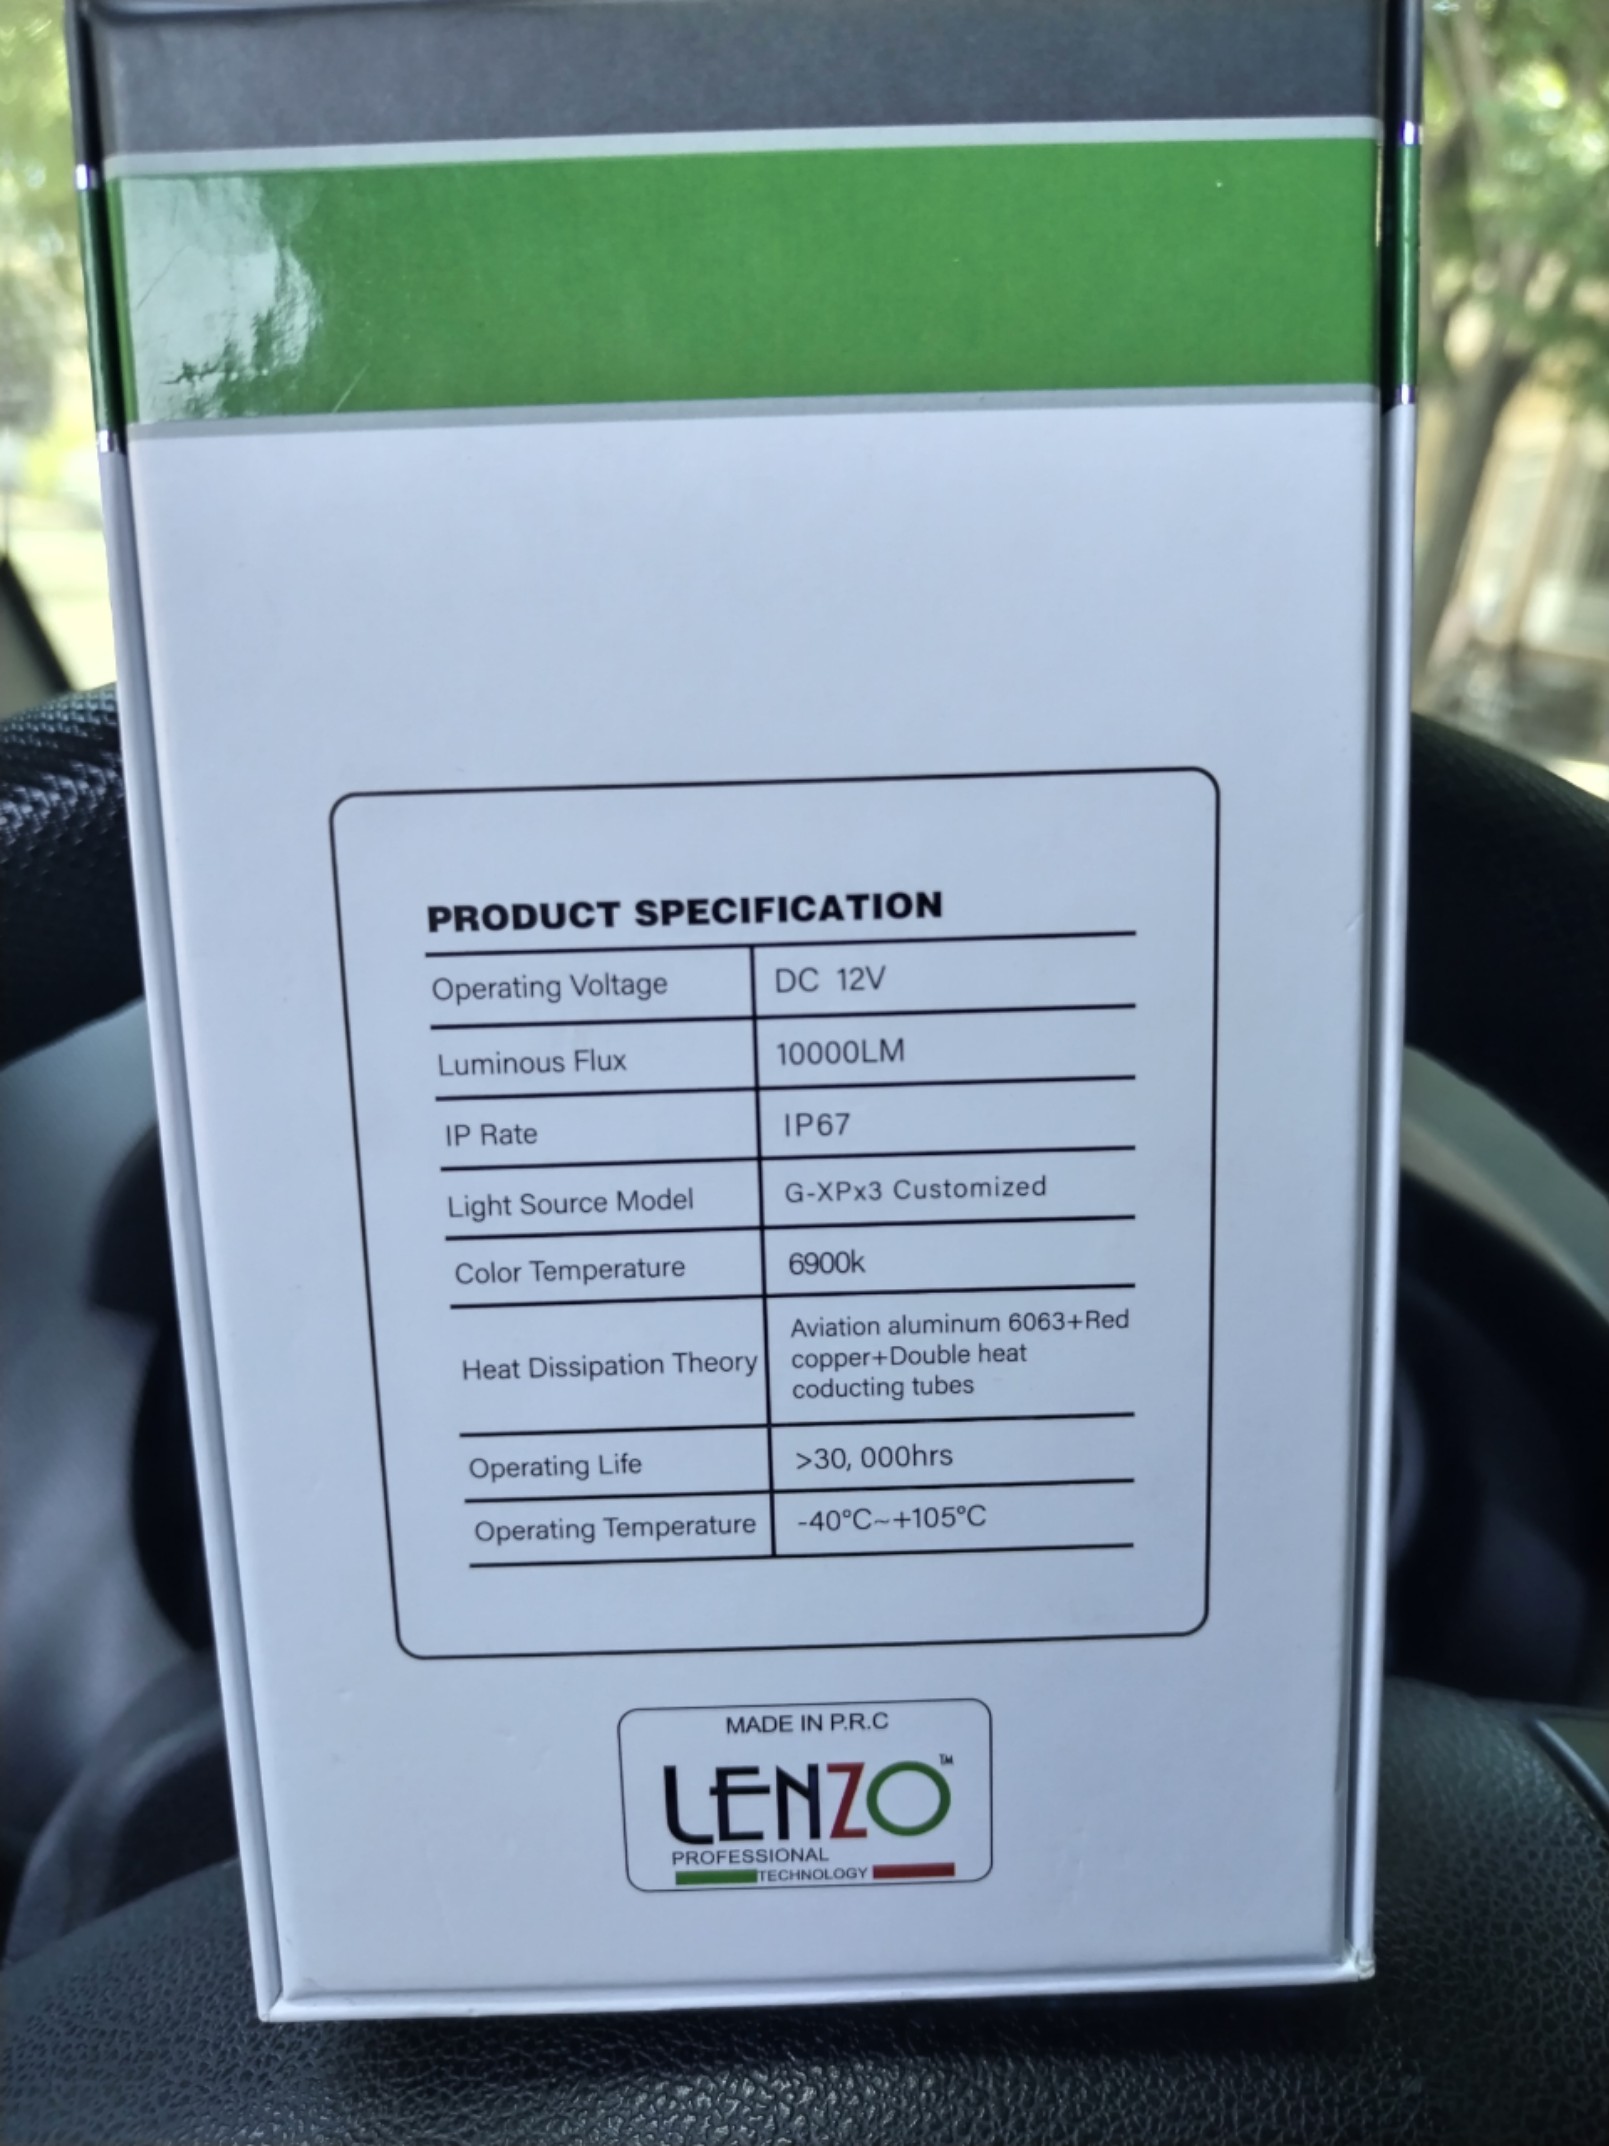 PRODUCT SPECIFICATION
Operating Voltage DC 12V
Luminous Flux 10000LM
IP Rate IP67
Light Source Model G-XPx3 Customized
Color Temperature 6900k
Heat Dissipation Theory Aviation aluminum 6063+Red
copper+Double heat
coducting tubes
Operating Life >30, 000hrs
Operating Temperature -40°C~+105°C
MADE IN P.R.C
LENZO™
PROFESSIONAL
TECHNOLOGY